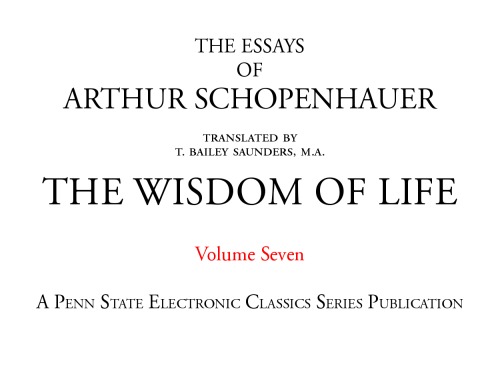 THE ESSAYS
OF
ARTHUR SCHOPENHAUER
TRANSLATED BY
T. BAILEY SAUNDERS, M.A.
THE WISDOM OF LIFE
Volume Seven
A PENN STATE ELECTRONIC CLASSICS SERIES PUBLICATION